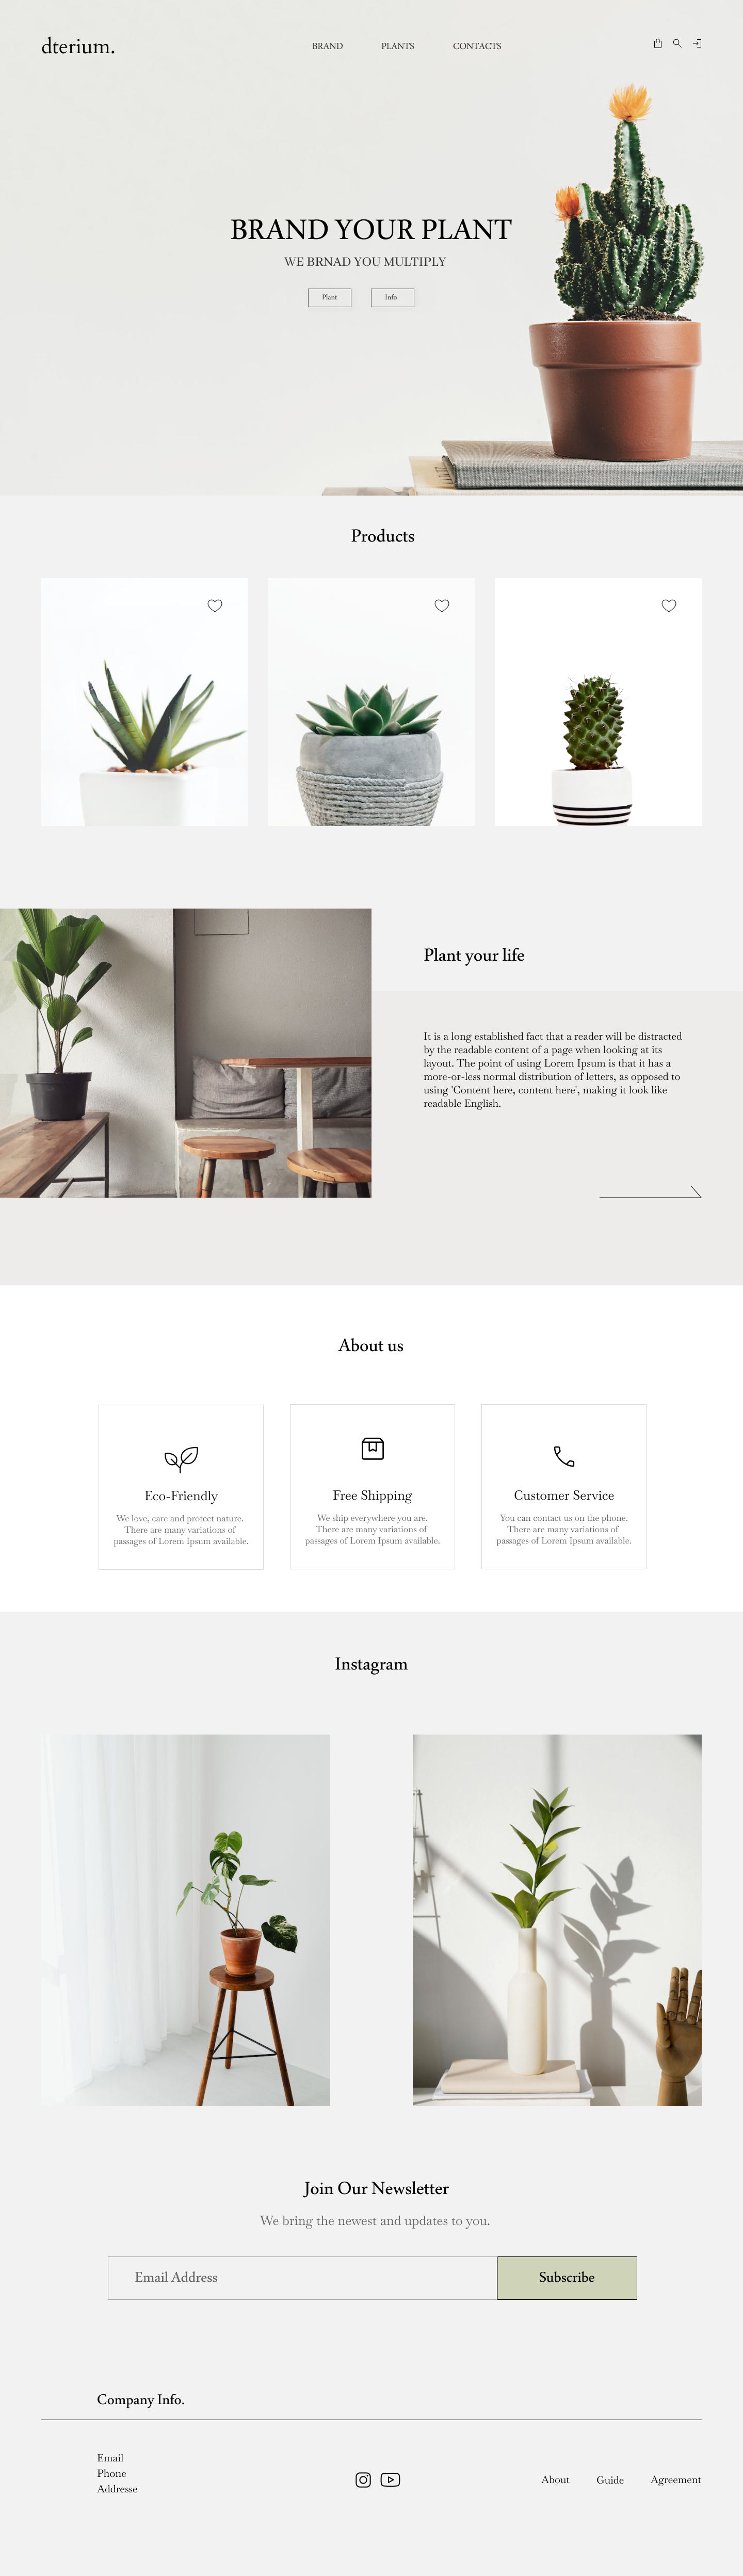 dterium.
BRAND PLANTS CONTACTS
BRAND YOUR PLANT
WE BRNAD YOU MULTIPLY
Plant Info
Products
Plant your life
It is a long established fact that a reader will be distracted
by the readable content of a page when looking at its
layout. The point of using Lorem Ipsum is that it has a
more-or-less normal distribution of letters, as opposed to
using 'Content here, content here', making it look like
readable English.
About us
Eco-Friendly
We love, care and protect nature.
There are many variations of
passages of Lorem Ipsum available.
Free Shipping
We ship everywhere you are.
There are many variations of
passages of Lorem Ipsum available.
Customer Service
You can contact us on the phone.
There are many variations of
passages of Lorem Ipsum available.
Instagram
Join Our Newsletter
We bring the newest and updates to you.
Email Address
Subscribe
Company Info.
Email
Phone
Addresse
About Guide Agreement